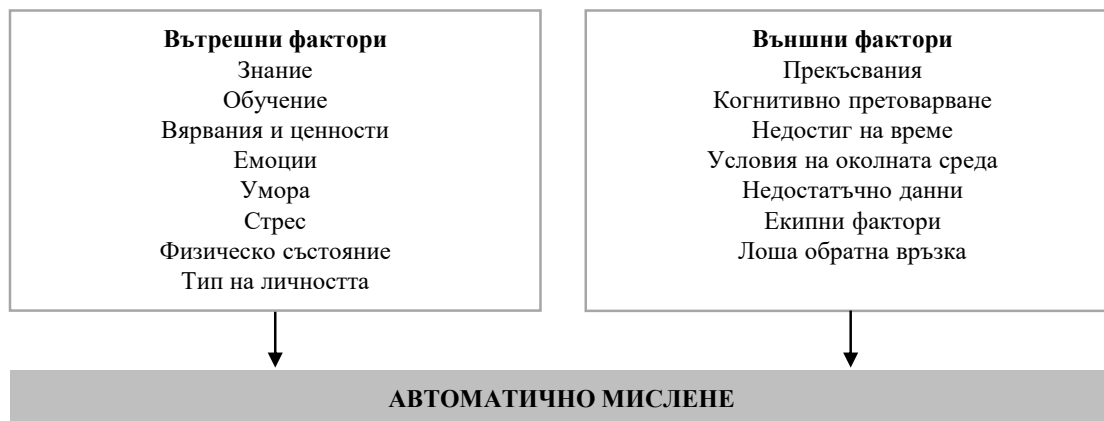 Вътрешни фактори
Знание
Обучение
Вярвания и ценности
Емоции
Умора
Стрес
Физическо състояние
Тип на личността
Външни фактори
Прекъсвания
Когнитивно претоварване
Недостиг на време
Условия на околната среда
Недостатъчно данни
Екипни фактори
Лоша обратна връзка
АВТОМАТИЧНО МИСЛЕНЕ